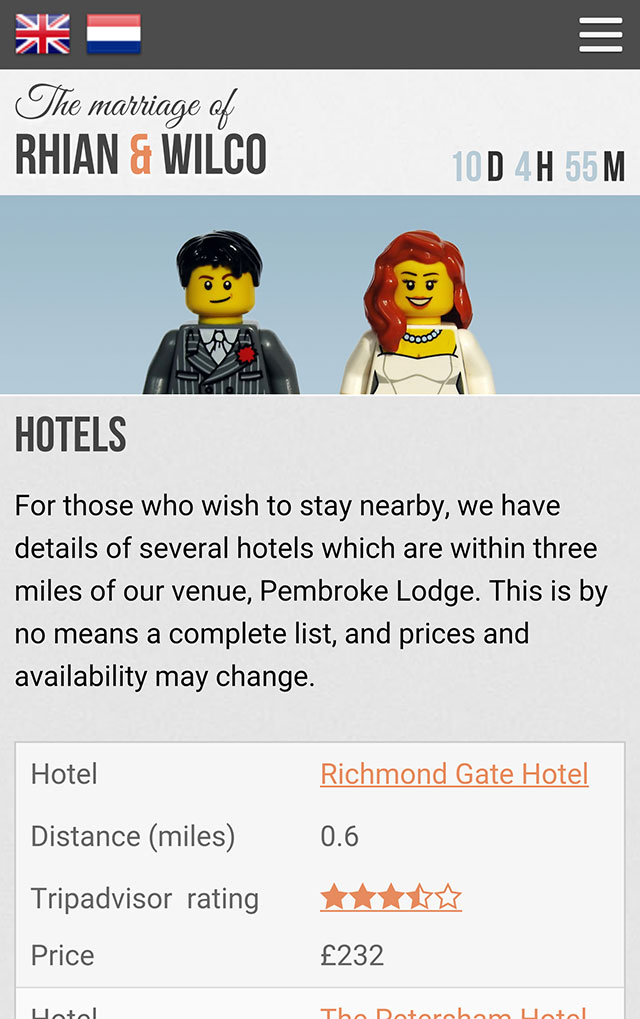 The marriage of
RHIAN & WILCO
10D 4H 55M
HOTELS
For those who wish to stay nearby, we have
details of several hotels which are within three
miles of our venue, Pembroke Lodge. This is by
no means a complete list, and prices and
availability may change.
Hotel Richmond Gate Hotel
Distance (miles) 0.6
Tripadvisor rating
Price £232
Hotel The Petersham Hotel